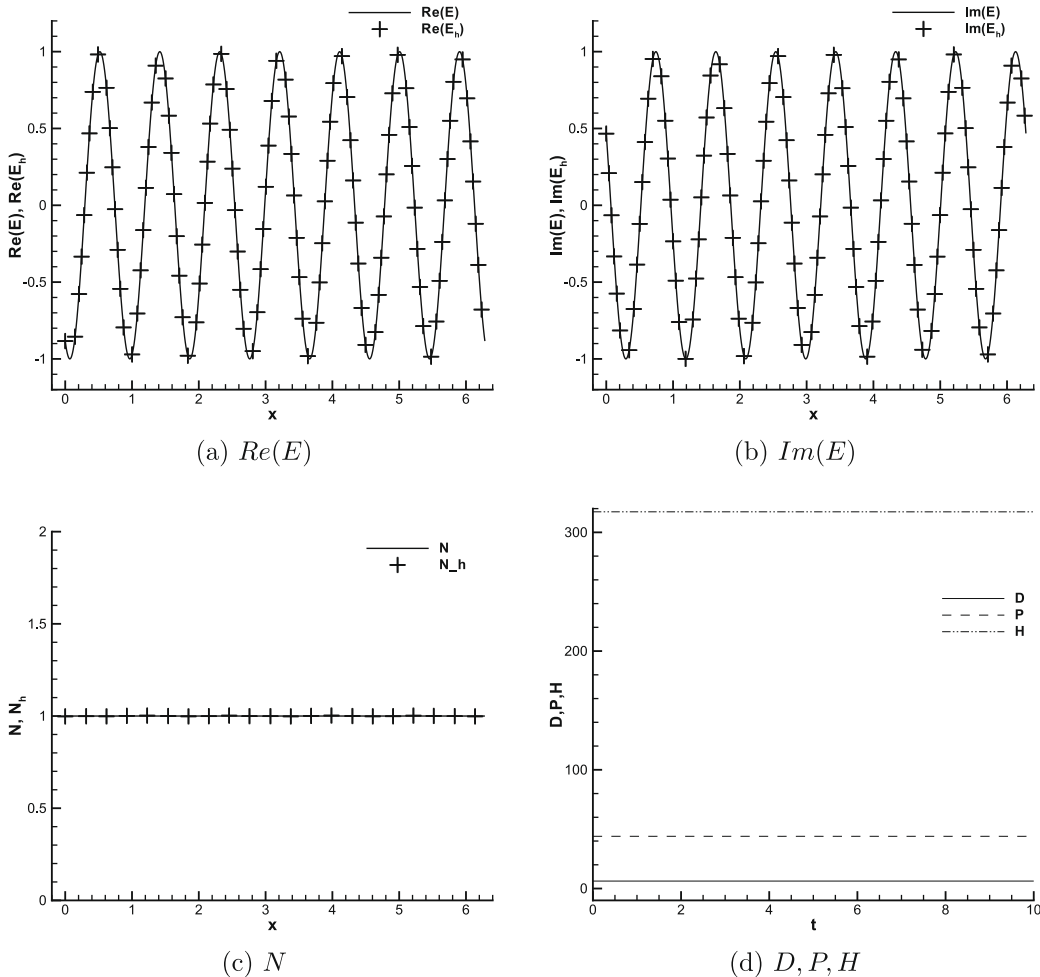 Re(E)
Re(E_h)
1
0.5
0
-0.5
-1
Re(E), Re(E_h)
0 1 2 3 4 5 6
x
(a) Re(E)
Im(E)
Im(E_h)
1
0.5
0
-0.5
-1
Im(E), Im(E_h)
0 1 2 3 4 5 6
x
(b) Im(E)
N
N_h
2
1.5
1
0.5
0
N, N_h
0 1 2 3 4 5 6
x
(c) N
D
P
H
300
200
100
0
D,P,H
0 2 4 6 8 10
t
(d) D, P, H